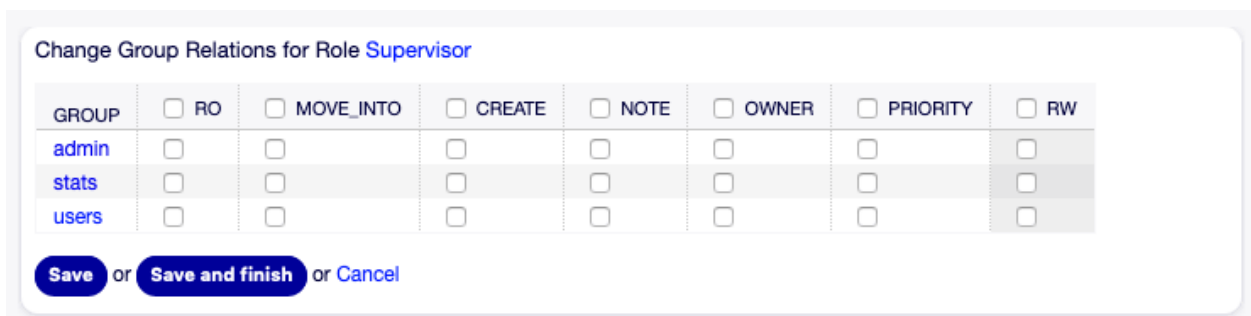 Change Group Relations for Role Supervisor
GROUP RO MOVE_INTO CREATE NOTE OWNER PRIORITY RW
admin
stats
users
Save or Save and finish or Cancel